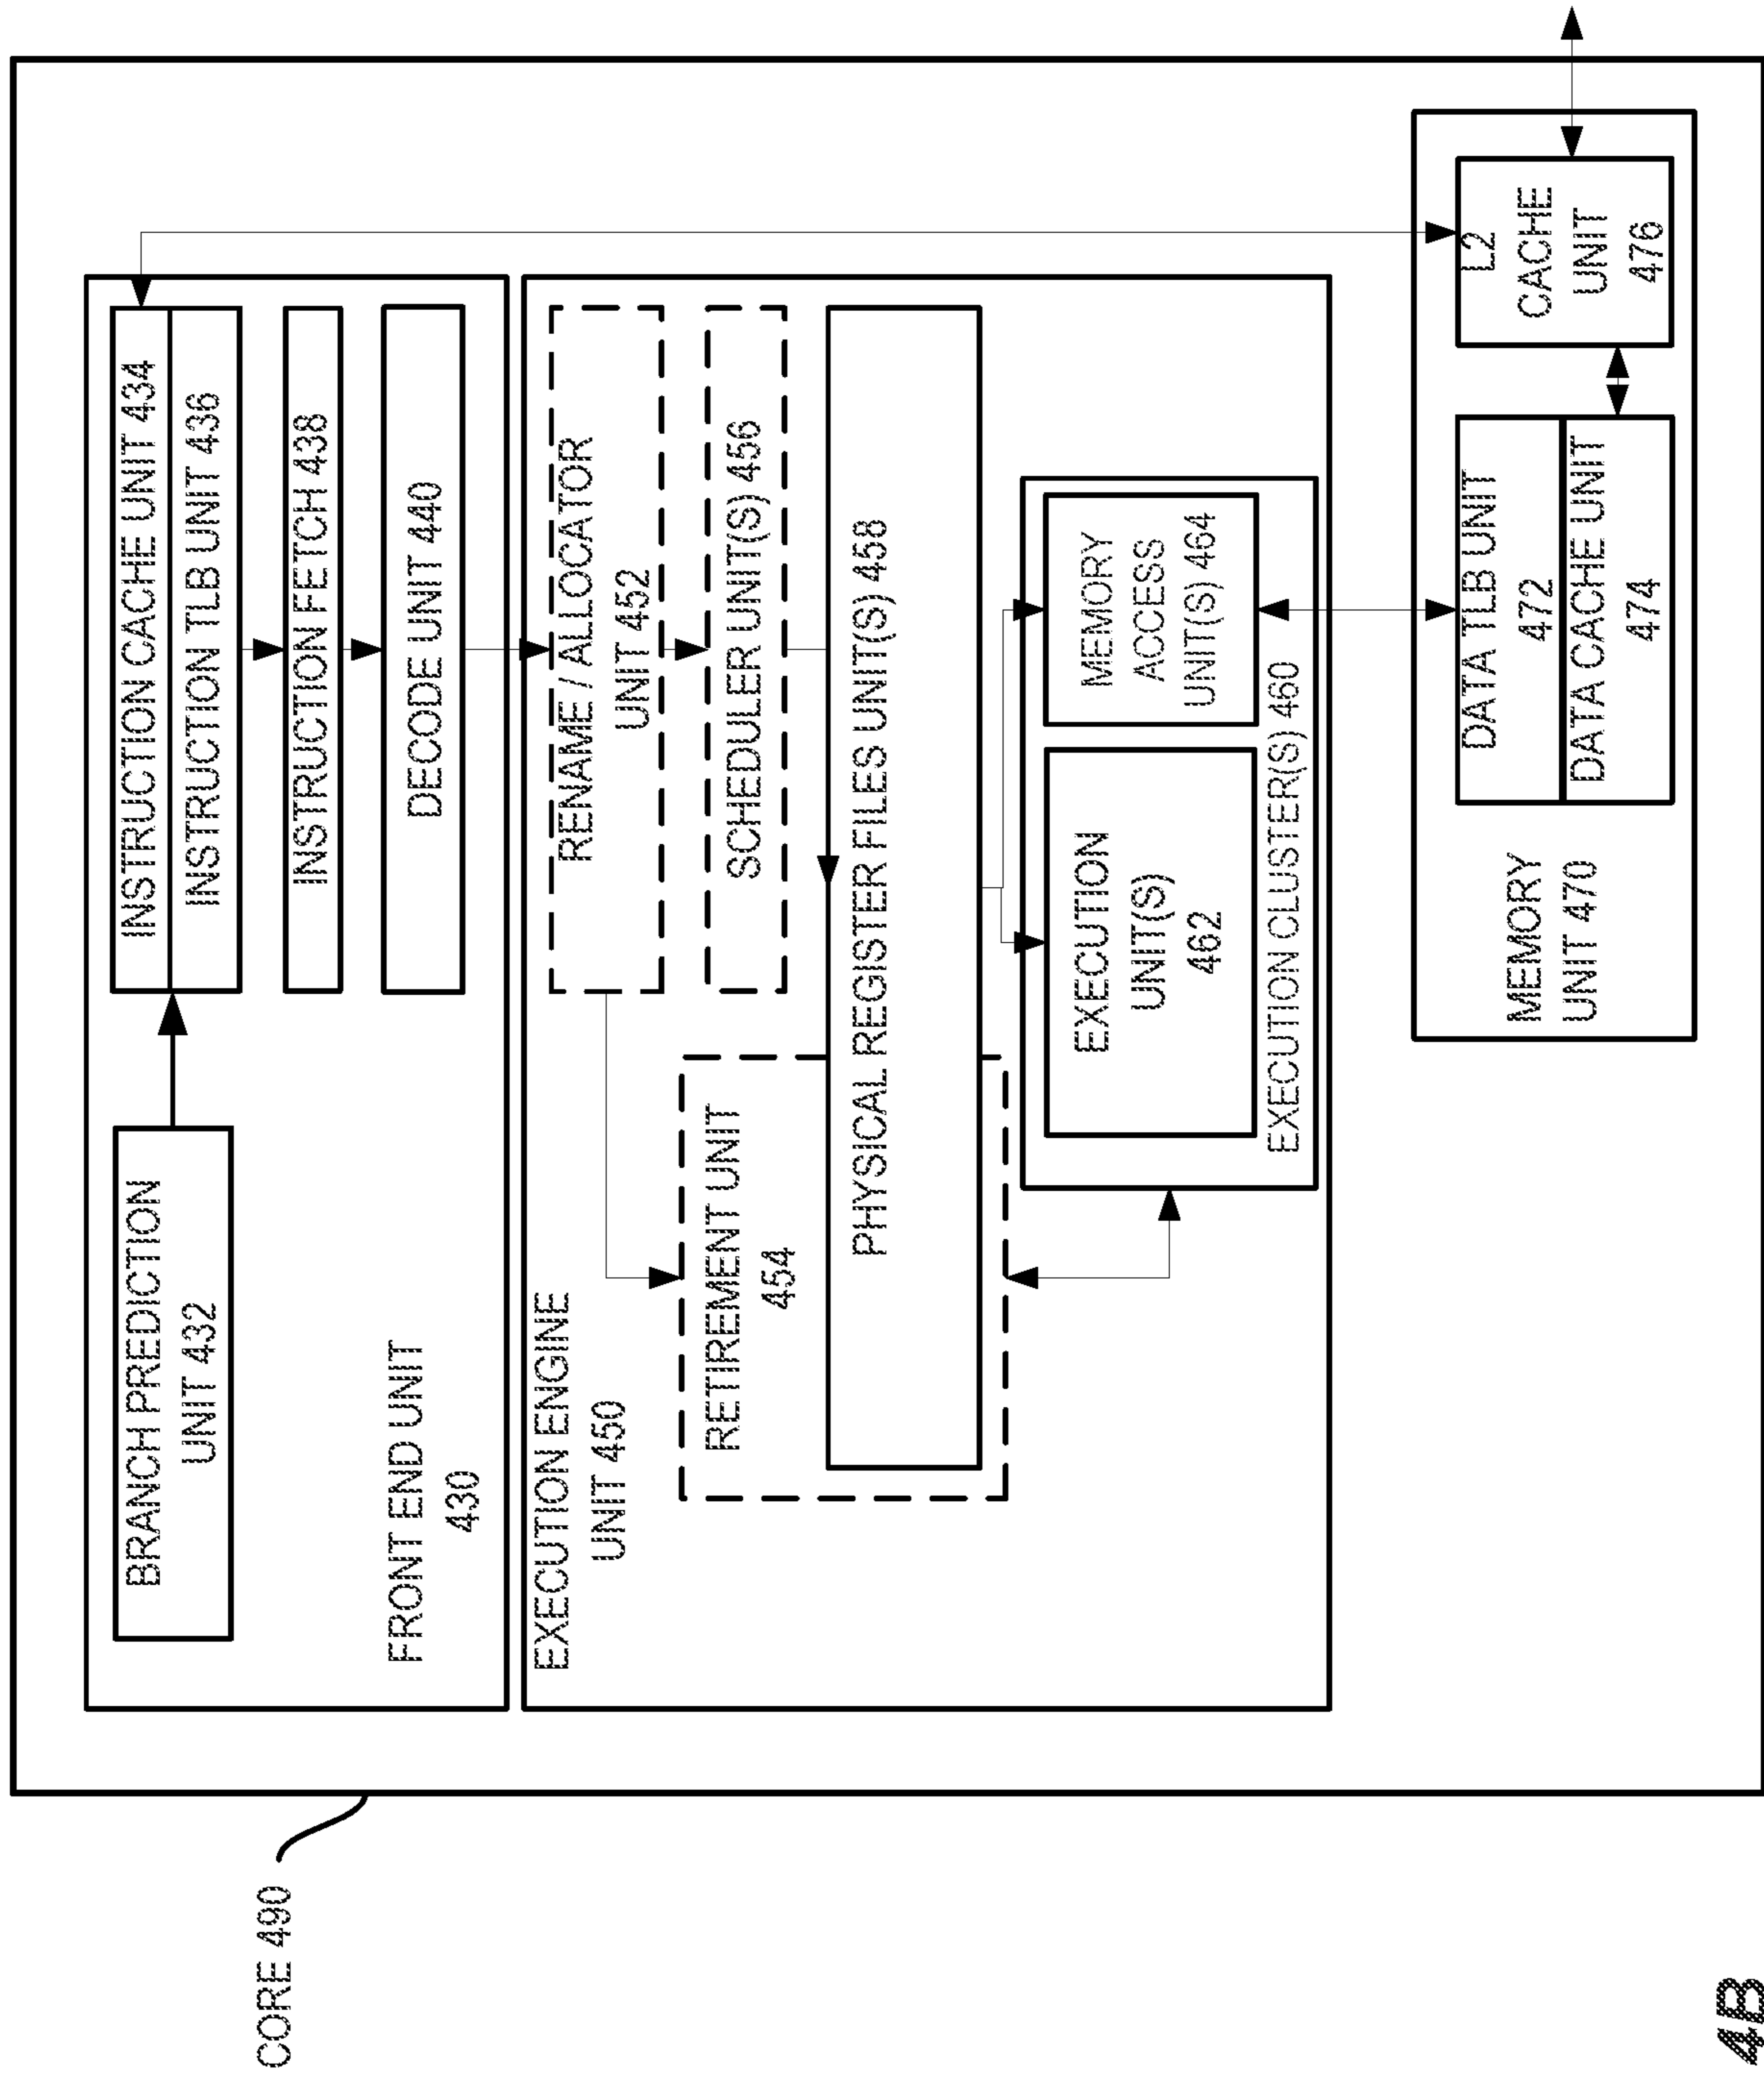 CORE 490
BRANCH PREDICTION
UNIT 432
INSTRUCTION CACHE UNIT 434
INSTRUCTION TLB UNIT 436
INSTRUCTION FETCH 438
DECODE UNIT 440
FRONT END UNIT
430
EXECUTION ENGINE
UNIT 450
RENAME / ALLOCATOR
UNIT 452
RETIREMENT UNIT
454
SCHEDULER UNIT(S) 456
PHYSICAL REGISTER FILES UNIT(S) 458
EXECUTION
UNIT(S)
462
MEMORY
ACCESS
UNIT(S) 464
EXECUTION CLUSTER(S) 460
MEMORY
UNIT 470
DATA TLB UNIT
472
DATA CACHE UNIT
474
L2
CACHE
UNIT
476
4B